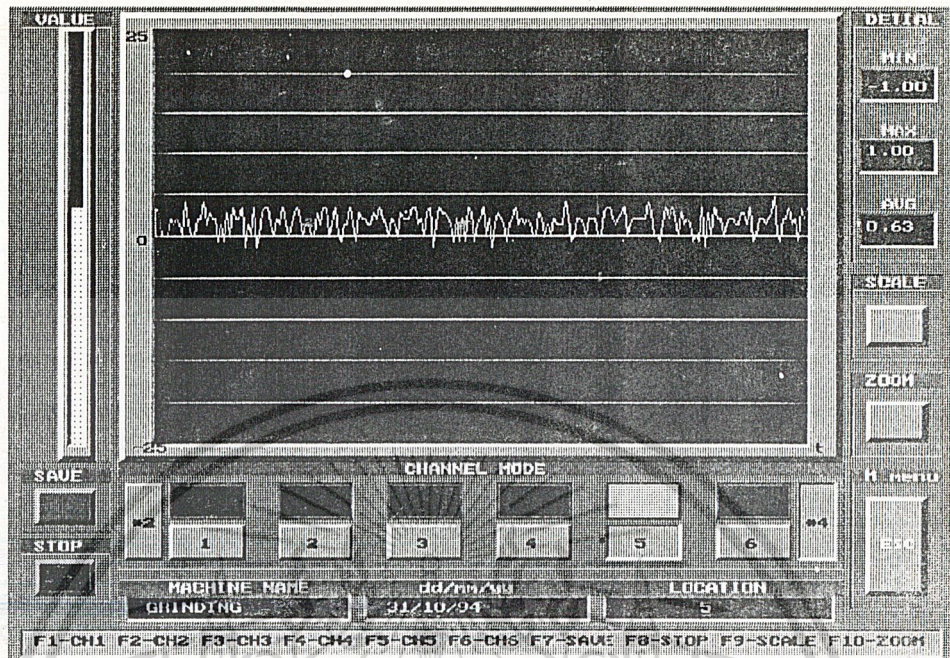 VALUE
25
0
-25
t
DETIAL
MIN
-1.00
MAX
1.00
AVG
0.63
SCALE
ZOOM
M.menu
ESC
SAVE
STOP
CHANNEL MODE
*2 1 2 3 4 5 6 *4
MACHINE NAME dd/mm/yy LOCATION
GRINDING 31/10/94 5
F1-CH1 F2-CH2 F3-CH3 F4-CH4 F5-CH5 F6-CH6 F7-SAVE F8-STOP F9-SCALE F10-ZOOM